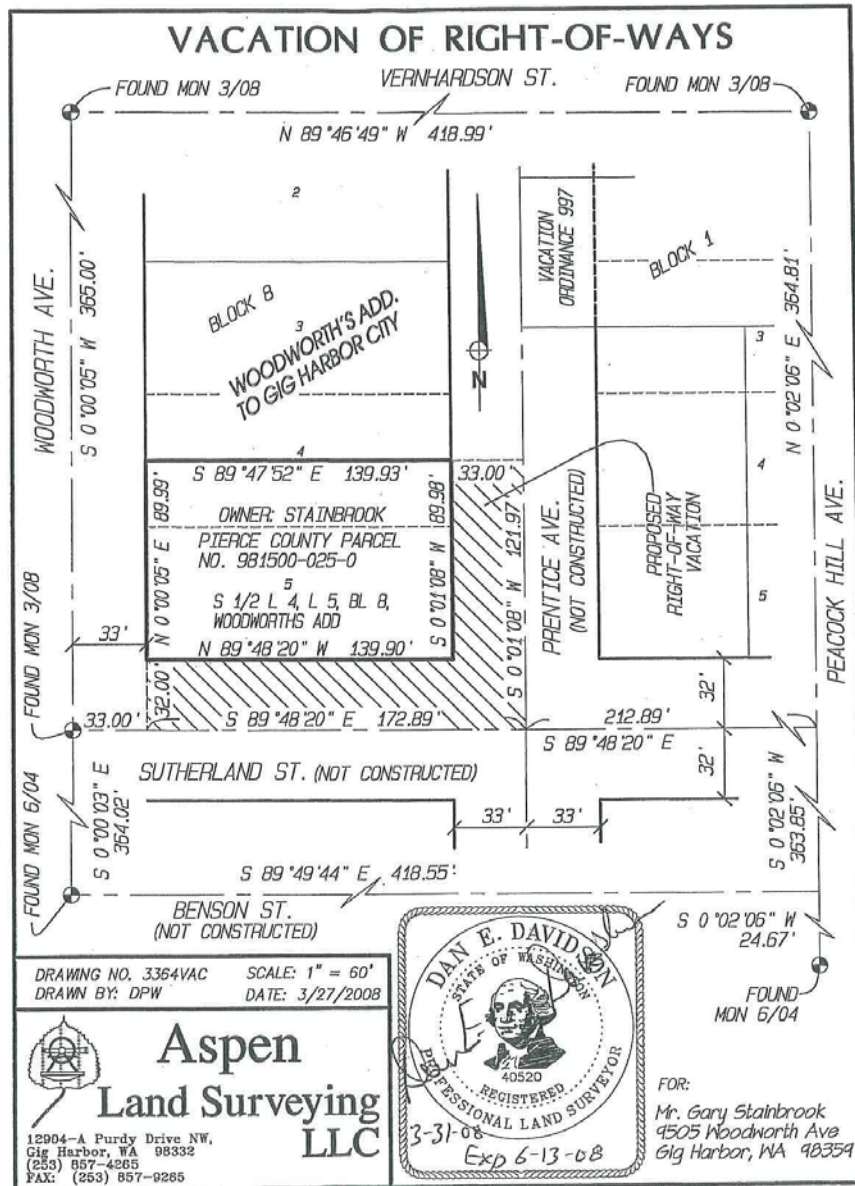 VACATION OF RIGHT-OF-WAYS
VERNHARDSON ST.
FOUND MON 3/08
FOUND MON 3/08
N 89°46'49" W 418.99'
WOODWORTH AVE.
S 0°00'05" W 365.00'
2
BLOCK 8
3
WOODWORTH'S ADD.
TO GIG HARBOR CITY
4
N
VACATION
ORDINANCE 997
BLOCK 1
3
4
5
N 0°02'06" E 364.81'
PEACOCK HILL AVE.
S 89°47'52" E 139.93'
33.00'
N 0°00'05" E 89.99'
OWNER: STAINBROOK
PIERCE COUNTY PARCEL
NO. 981500-025-0
5
S 1/2 L 4, L 5, BL 8,
WOODWORTHS ADD
N 89°48'20" W 139.90'
S 0°01'08" W 89.98'
S 0°01'08" W 121.97
PRENTICE AVE.
(NOT CONSTRUCTED)
PROPOSED
RIGHT-OF-WAY
VACATION
33'
FOUND MON 3/08
33.00'
32.00'
S 89°48'20" E 172.89'
212.89'
S 89°48'20" E
32'
32'
SUTHERLAND ST. (NOT CONSTRUCTED)
33'
33'
FOUND MON 6/04
S 0°00'03" E
364.02'
S 0°02'06" W
363.85'
S 89°49'44" E 418.55'
BENSON ST.
(NOT CONSTRUCTED)
S 0°02'06" W
24.67'
FOUND
MON 6/04
DRAWING NO. 3364VAC SCALE: 1" = 60'
DRAWN BY: DPW DATE: 3/27/2008
Aspen
Land Surveying
LLC
12904-A Purdy Drive NW,
Gig Harbor, WA 98332
(253) 857-4265
FAX: (253) 857-9265
DAN E. DAVIDSON
STATE OF WASHINGTON
40520
REGISTERED
PROFESSIONAL LAND SURVEYOR
3-31-08
Exp 6-13-08
FOR:
Mr. Gary Stainbrook
9505 Woodworth Ave
Gig Harbor, WA 98359